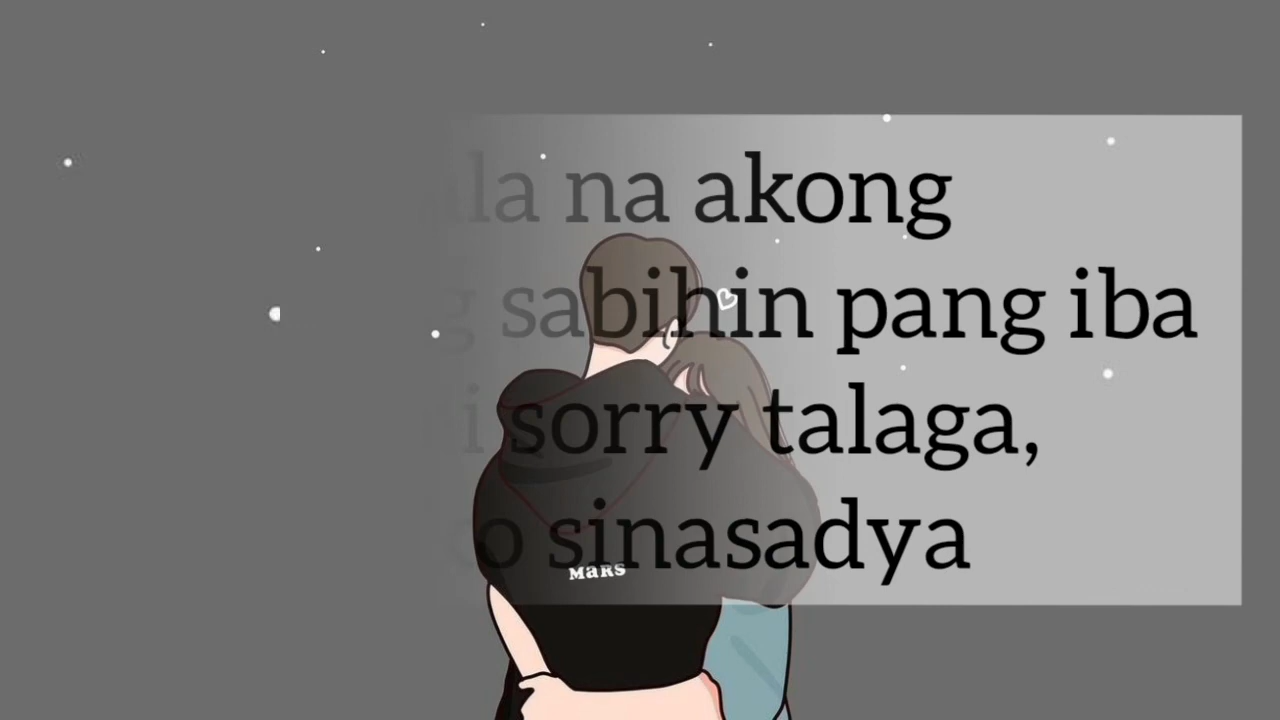 na akong
sabihin pang iba
sorry talaga,
sinasadya
MARS